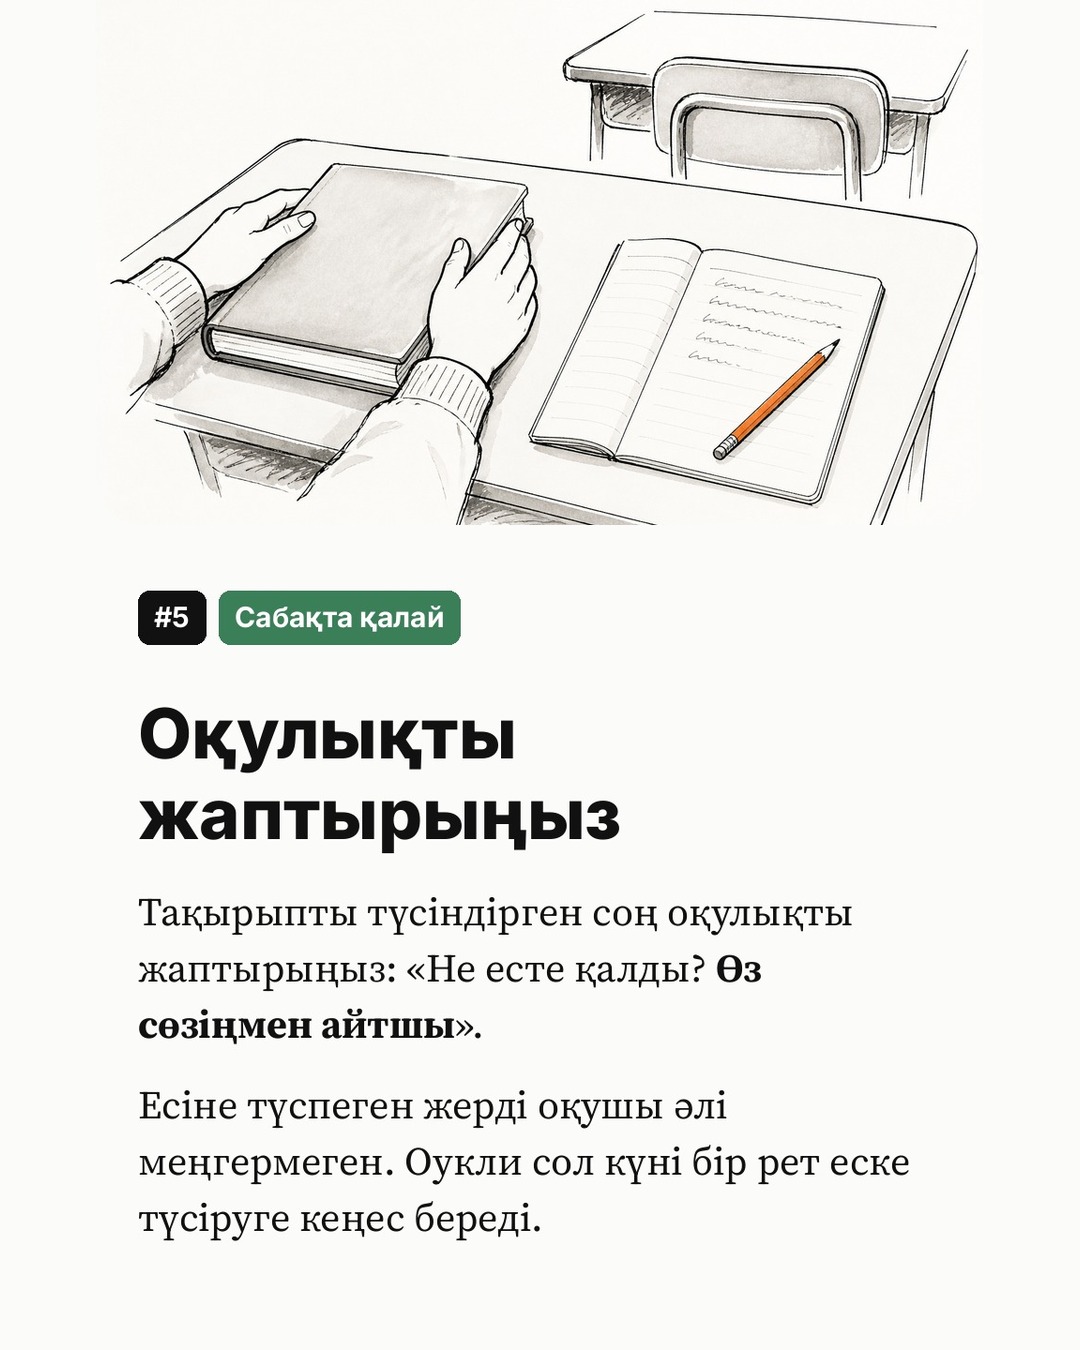 #5 Сабақта қалай
Оқулықты
жаптырыңыз
Тақырыпты түсіндірген соң оқулықты
жаптырыңыз: «Не есте қалды? Өз
сөзіңмен айтшы».
Есіне түспеген жерді оқушы әлі
меңгермеген. Оукли сол күні бір рет еске
түсіруге кеңес береді.